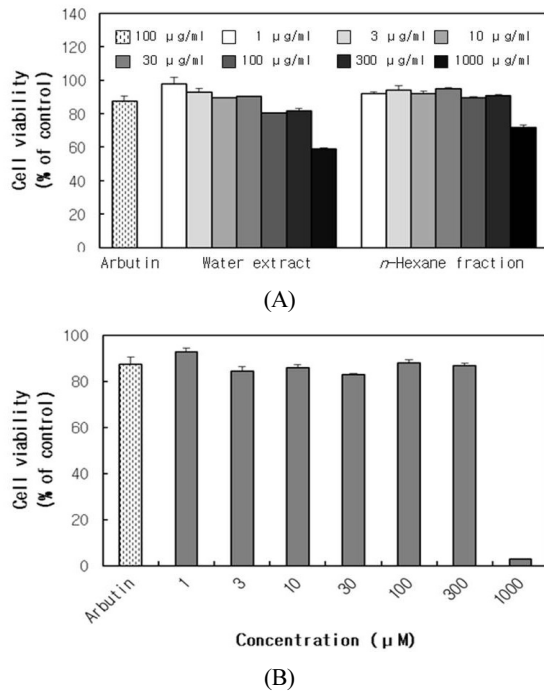 140
120
100
80
60
40
20
0
Cell viability
(% of control)
100 μg/ml 1 μg/ml 3 μg/ml 10 μg/ml
30 μg/ml 100 μg/ml 300 μg/ml 1000 μg/ml
Arbutin Water extract n-Hexane fraction
(A)
100
80
60
40
20
0
Cell viability
(% of control)
Arbutin 1 3 10 30 100 300 1000
Concentration (μM)
(B)